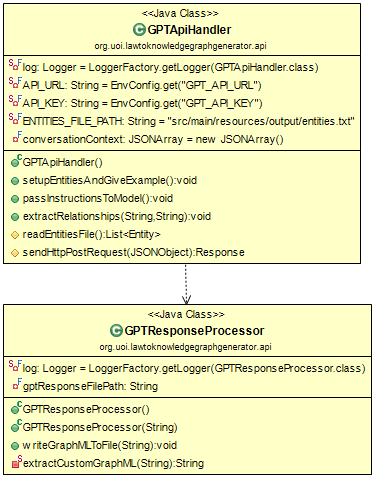 <<Java Class>>
GPTApiHandler
org.uoi.lawtoknowledgegraphgenerator.api
log: Logger = LoggerFactory.getLogger(GPTApiHandler.class)
API_URL: String = EnvConfig.get("GPT_API_URL")
API_KEY: String = EnvConfig.get("GPT_API_KEY")
ENTITIES_FILE_PATH: String = "src/main/resources/output/entities.txt"
conversationContext: JSONArray = new JSONArray()
GPTApiHandler()
setupEntitiesAndGiveExample():void
passInstructionsToModel():void
extractRelationships(String,String):void
readEntitiesFile():List<Entity>
sendHttpPostRequest(JSONObject):Response
<<Java Class>>
GPTResponseProcessor
org.uoi.lawtoknowledgegraphgenerator.api
log: Logger = LoggerFactory.getLogger(GPTResponseProcessor.class)
gptResponseFilePath: String
GPTResponseProcessor()
GPTResponseProcessor(String)
writeGraphMLToFile(String):void
extractCustomGraphML(String):String